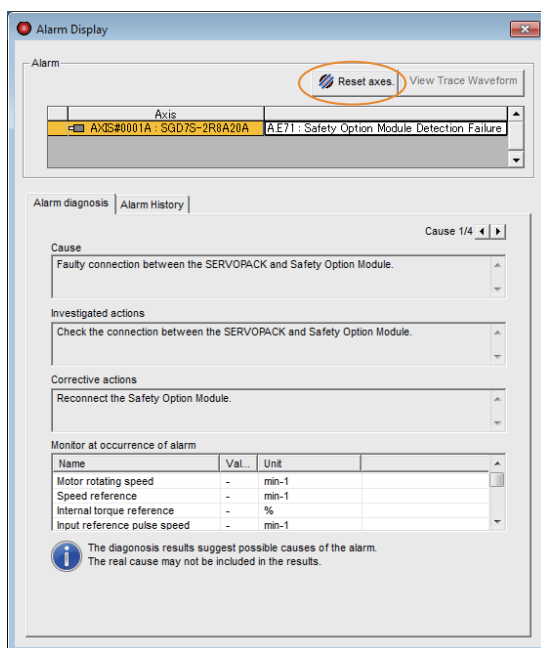 Alarm Display
Alarm
Reset axes.
View Trace Waveform
Axis
AXIS#0001A : SGD7S-2R8A20A
A.E71 : Safety Option Module Detection Failure
Alarm diagnosis
Alarm History
Cause 1/4
Cause
Faulty connection between the SERVOPACK and Safety Option Module.
Investigated actions
Check the connection between the SERVOPACK and Safety Option Module.
Corrective actions
Reconnect the Safety Option Module.
Monitor at occurrence of alarm
Name Val... Unit
Motor rotating speed - min-1
Speed reference - min-1
Internal torque reference - %
Input reference pulse speed - min-1
The diagonosis results suggest possible causes of the alarm.
The real cause may not be included in the results.